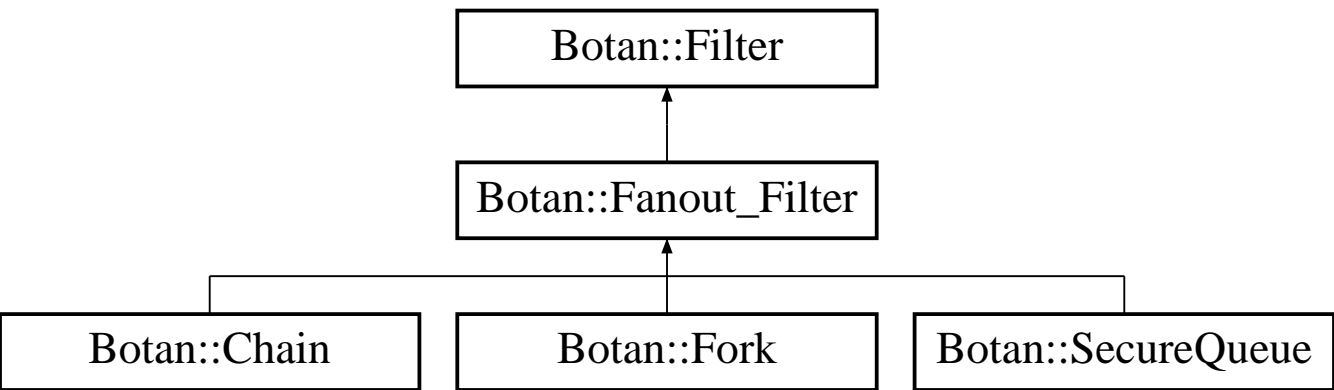 Botan::Filter
Botan::Fanout_Filter
Botan::Chain
Botan::Fork
Botan::SecureQueue